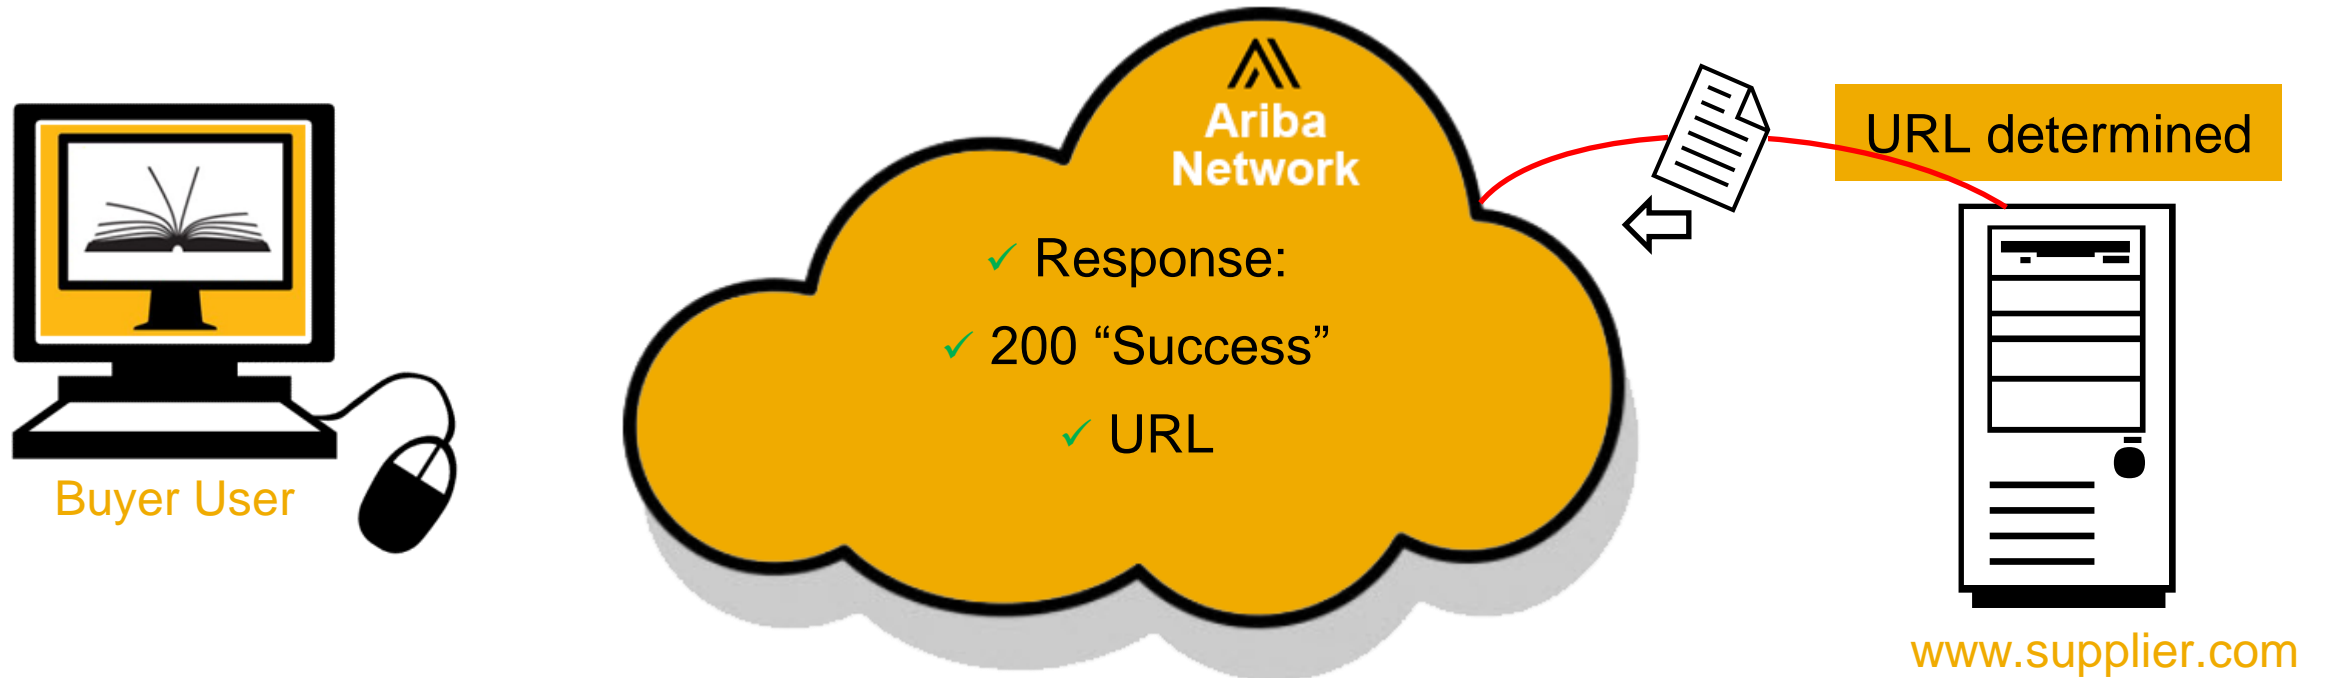 Ariba
Network
URL determined
✓ Response:
✓ 200 “Success”
✓ URL
Buyer User
www.supplier.com